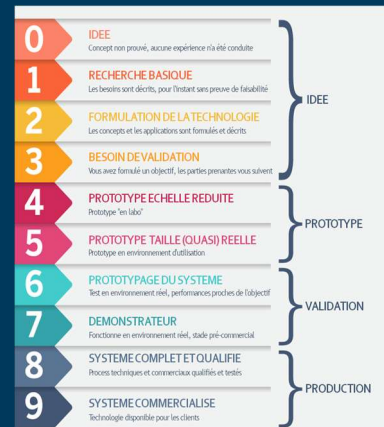 0
IDEE
Concept non prouvé, aucune expérience n'a été conduite
1
RECHERCHE BASIQUE
Les besoins sont décrits, pour l'instant sans preuve de faisabilité
2
FORMULATION DE LA TECHNOLOGIE
Les concepts et les applications sont formulés et décrits
3
BESOIN DE VALIDATION
Vous avez formulé un objectif, les parties prenantes vous suivent
IDEE
4
PROTOTYPE ECHELLE REDUITE
Prototype "en labo"
5
PROTOTYPE TAILLE (QUASI) REELLE
Prototype en environnement d'utilisation
PROTOTYPE
6
PROTOTYPAGE DU SYSTEME
Test en environnement réel, performances proches de l'objectif
7
DEMONSTRATEUR
Fonctionne en environnement réel, stade pré-commercial
VALIDATION
8
SYSTEME COMPLET ET QUALIFIE
Process techniques et commerciaux qualifiés et testés
9
SYSTEME COMMERCIALISE
Technologie disponible pour les clients
PRODUCTION